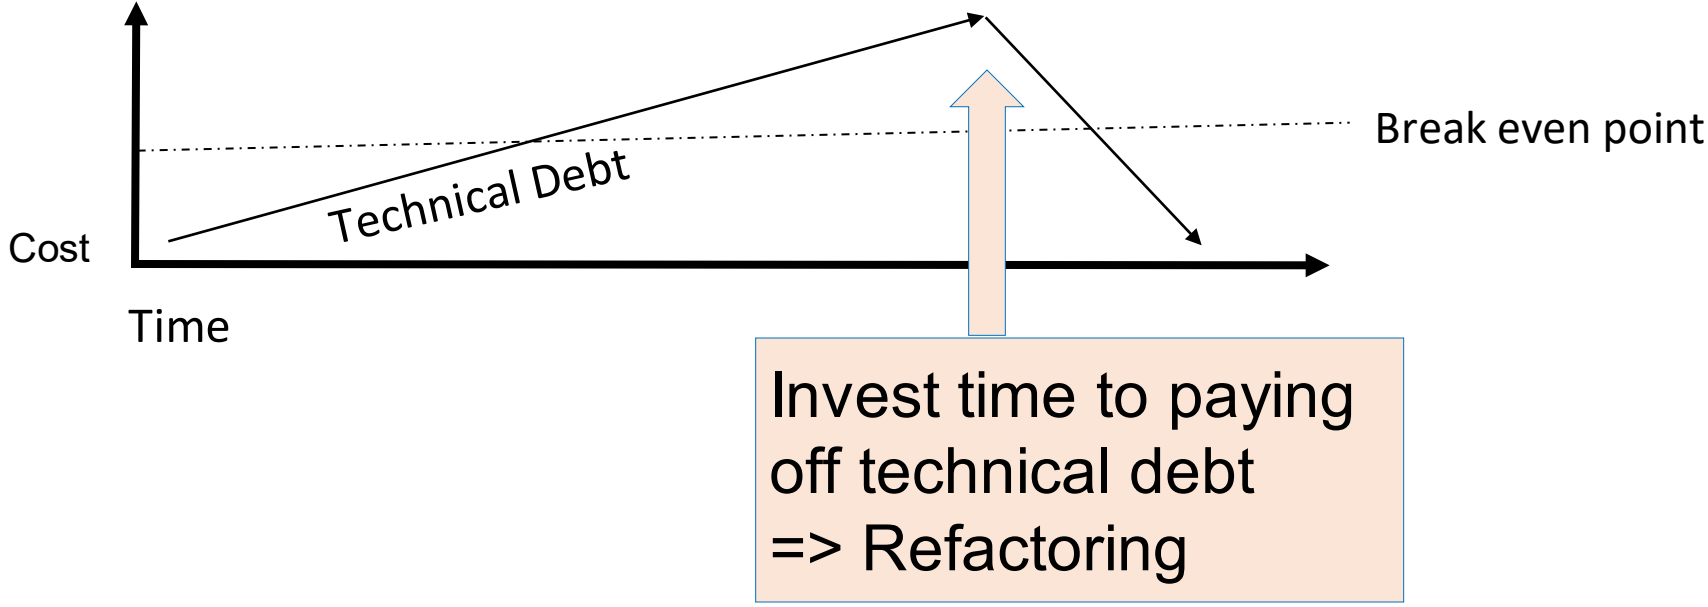 Break even point
Technical Debt
Cost
Time
Invest time to paying
off technical debt
=> Refactoring